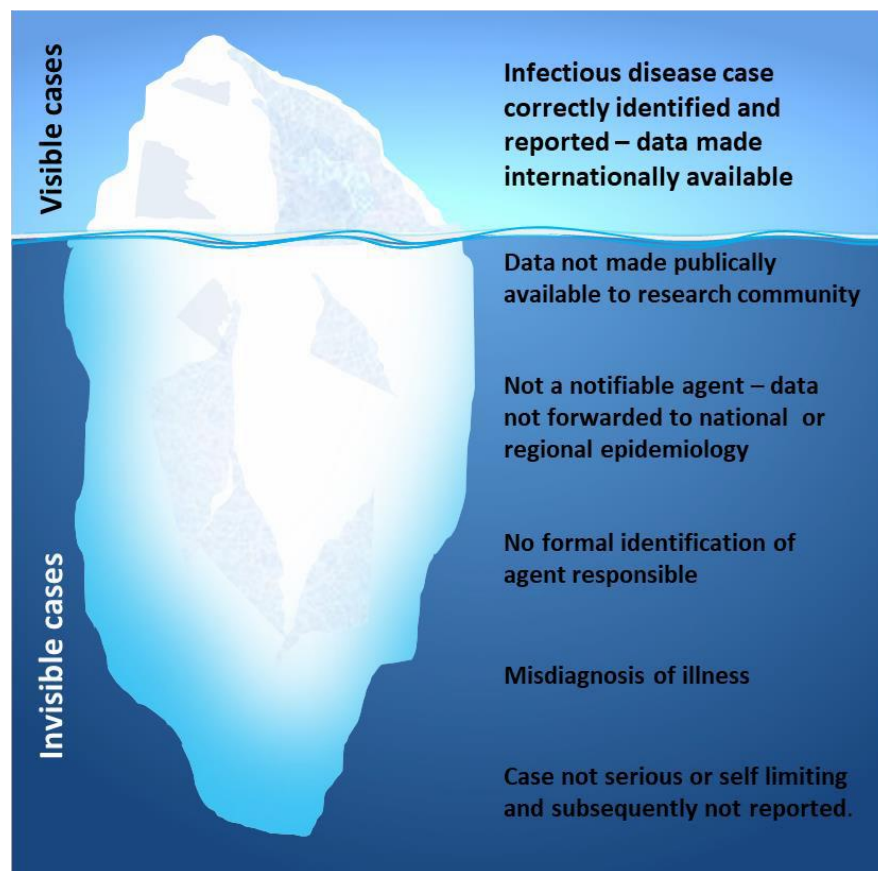 Visible cases
Infectious disease case
correctly identified and
reported – data made
internationally available
Data not made publically
available to research community
Not a notifiable agent – data
not forwarded to national  or
regional epidemiology
Invisible cases
No formal identification of
agent responsible
Misdiagnosis of illness
Case not serious or self limiting
and subsequently not reported.